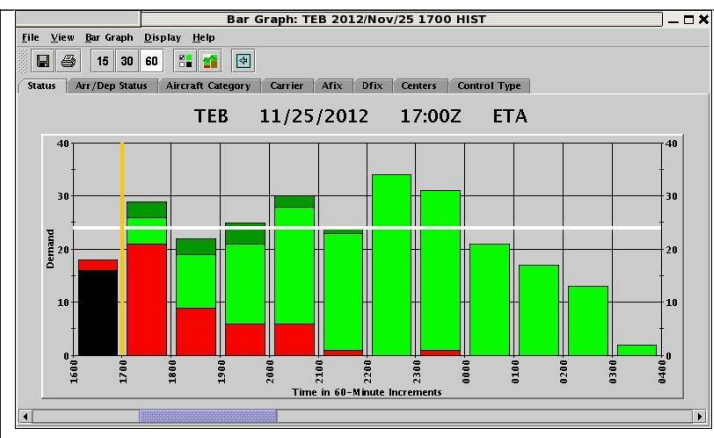 Bar Graph: TEB 2012/Nov/25 1700 HIST
File View Bar Graph Display Help
15 30 60
Status Arr/Dep Status Aircraft Category Carrier Afix Dfix Centers Control Type
TEB 11/25/2012 17:00Z ETA
40 40
30 30
20 20
10 10
0 0
Demand
1600 1700 1800 1900 2000 2100 2200 2300 0000 0100 0200 0300 0400
Time in 60-Minute Increments